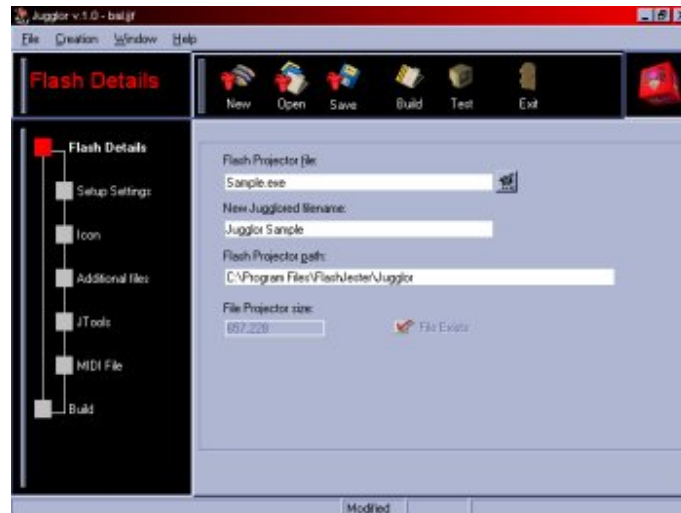 Jugglor v.1.0 - bal.jjf
File Creation Window Help
Flash Details
New Open Save Build Test Exit
Flash Details
Setup Settings
Icon
Additional files
JTools
MIDI File
Build
Flash Projector file:
Sample.exe
New Jugglored filename:
Jugglor Sample
Flash Projector path:
C:\Program Files\FlashJester\Jugglor
File Projector size:
657,228
File Exists
Modified